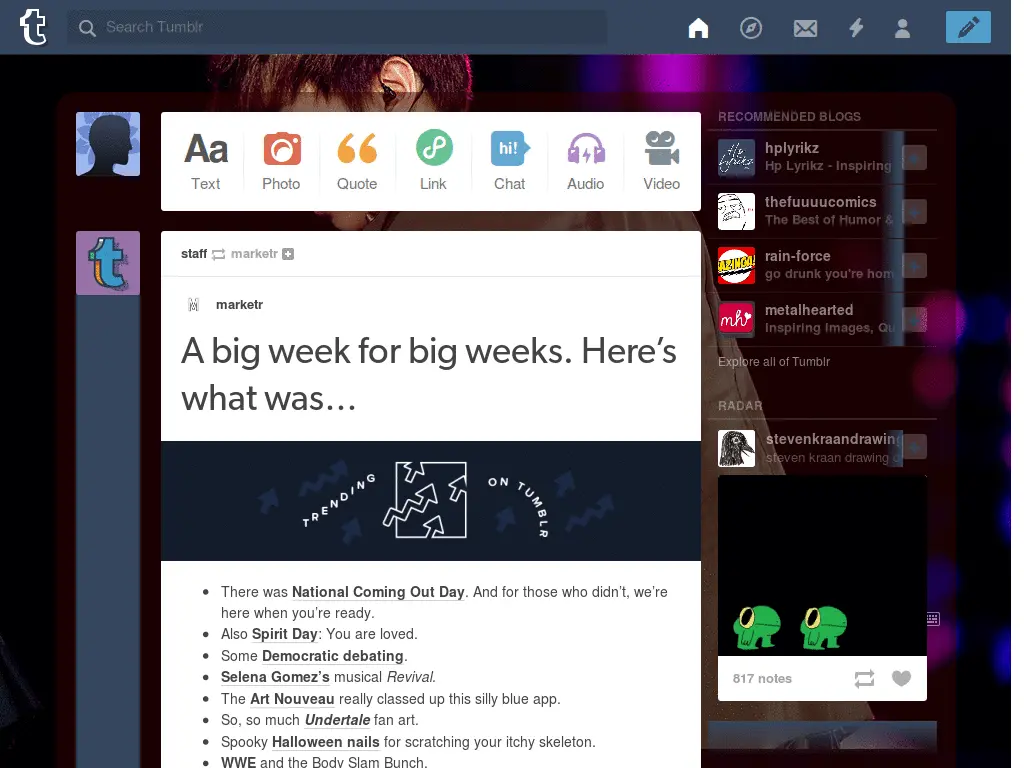 Search Tumblr
Aa
hi!
Text Photo Quote Link Chat Audio Video
staff marketr
marketr
A big week for big weeks. Here’s
what was…
TRENDING ON TUMBLR
There was National Coming Out Day. And for those who didn’t, we’re
here when you’re ready.
Also Spirit Day: You are loved.
Some Democratic debating.
Selena Gomez’s musical Revival.
The Art Nouveau really classed up this silly blue app.
So, so much Undertale fan art.
Spooky Halloween nails for scratching your itchy skeleton.
WWE and the Body Slam Bunch.
RECOMMENDED BLOGS
hplyrikz
Hp Lyrikz - Inspiring
thefuuuucomics
The Best of Humor &
rain-force
go drunk you're hom
metalhearted
Inspiring Images, Qu
mh
Explore all of Tumblr
RADAR
stevenkraandrawing
steven kraan drawing
817 notes